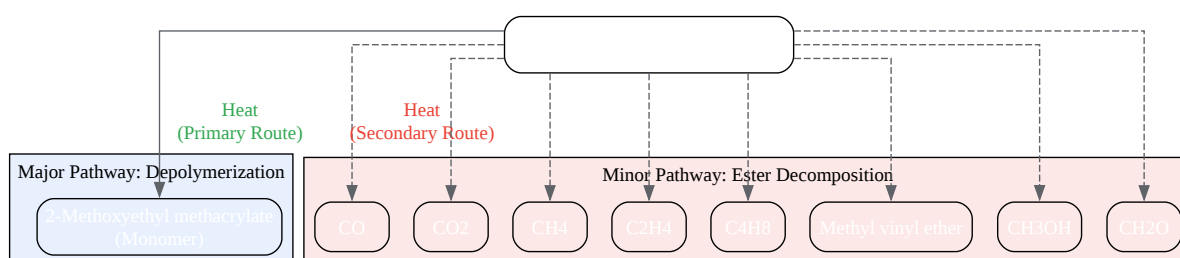 Heat
(Primary Route)
Heat
(Secondary Route)
Major Pathway: Depolymerization
Minor Pathway: Ester Decomposition
2-Methoxyethyl methacrylate
(Monomer)
CO
CO2
CH4
C2H4
C4H8
Methyl vinyl ether
CH3OH
CH2O